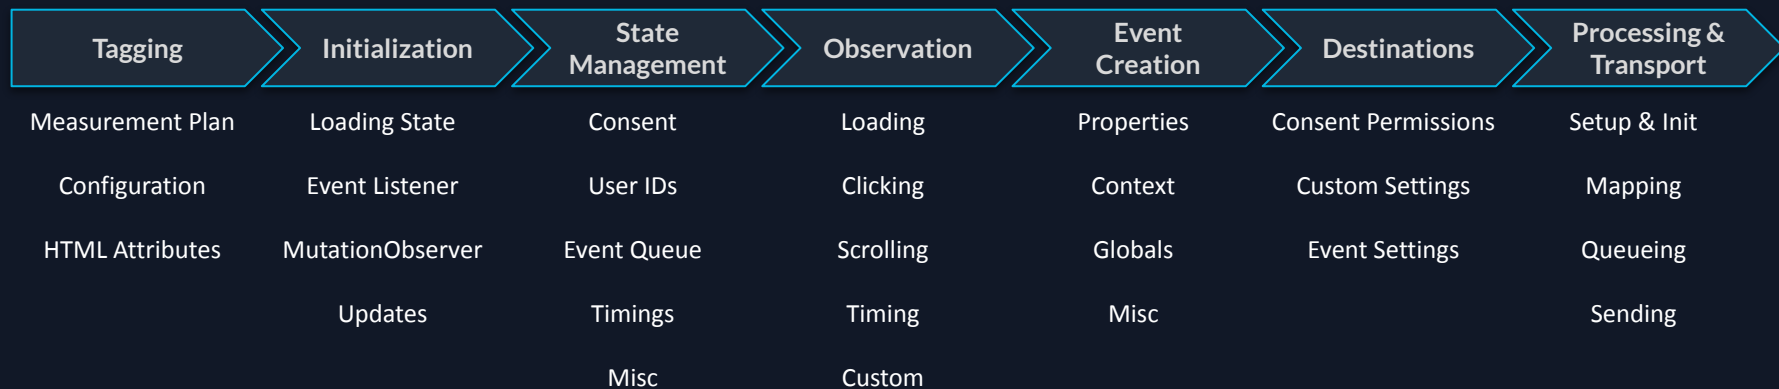 Tagging
Initialization
State
Management
Observation
Event
Creation
Destinations
Processing &
Transport
Measurement Plan
Loading State
Consent
Loading
Properties
Consent Permissions
Setup & Init
Configuration
Event Listener
User IDs
Clicking
Context
Custom Settings
Mapping
HTML Attributes
MutationObserver
Event Queue
Scrolling
Globals
Event Settings
Queueing
Updates
Timings
Timing
Misc
Sending
Misc
Custom